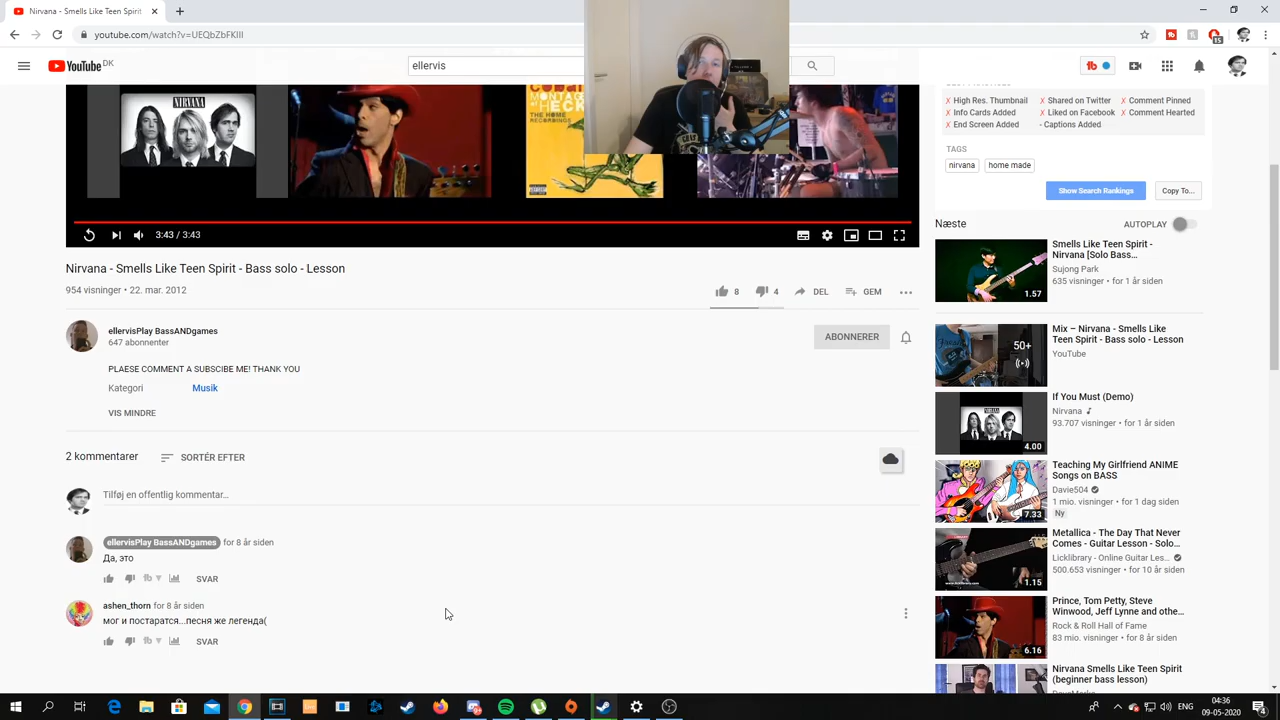 Nirvana - Smells Like Teen Spirit
youtube.com/watch?v=UEQbZbFKIII
15
YouTube DK
ellervis
NIRVANA
MONTAGE
HECK
THE HOME
RECORDINGS
X High Res. Thumbnail
X Shared on Twitter
X Comment Pinned
X Info Cards Added
X Liked on Facebook
X Comment Hearted
X End Screen Added
- Captions Added
TAGS
nirvana
home made
Show Search Rankings
Copy To...
3:43 / 3:43
Nirvana - Smells Like Teen Spirit - Bass solo - Lesson
954 visninger • 22. mar. 2012
8
4
DEL
GEM
ellervisPlay BassANDgames
647 abonnenter
ABONNERER
PLAESE COMMENT A SUBSCIBE ME! THANK YOU
Kategori
Musik
VIS MINDRE
2 kommentarer
SORTÉR EFTER
Tilføj en offentlig kommentar...
ellervisPlay BassANDgames for 8 år siden
Да, это
SVAR
ashen_thorn for 8 år siden
мог и постаратся...песня же легенда(
SVAR
Næste
AUTOPLAY
Smells Like Teen Spirit -
Nirvana [Solo Bass...
Sujong Park
635 visninger • for 1 år siden
1.57
Mix – Nirvana - Smells Like
Teen Spirit - Bass solo - Lesson
YouTube
50+
If You Must (Demo)
Nirvana
93.707 visninger • for 1 år siden
4.00
Teaching My Girlfriend ANIME
Songs on BASS
Davie504
1 mio. visninger • for 1 dag siden
Ny
7.33
Metallica - The Day That Never
Comes - Guitar Lesson - Solo...
Licklibrary - Online Guitar Les...
500.653 visninger • for 10 år siden
1.15
Prince, Tom Petty, Steve
Winwood, Jeff Lynne and othe...
Rock & Roll Hall of Fame
83 mio. visninger • for 8 år siden
6.16
Nirvana Smells Like Teen Spirit
(beginner bass lesson)
ENG
04:36
09-05-2020